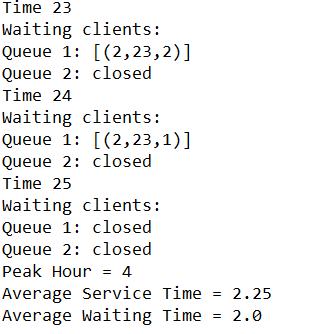 Time 23
Waiting clients:
Queue 1: [(2,23,2)]
Queue 2: closed
Time 24
Waiting clients:
Queue 1: [(2,23,1)]
Queue 2: closed
Time 25
Waiting clients:
Queue 1: closed
Queue 2: closed
Peak Hour = 4
Average Service Time = 2.25
Average Waiting Time = 2.0